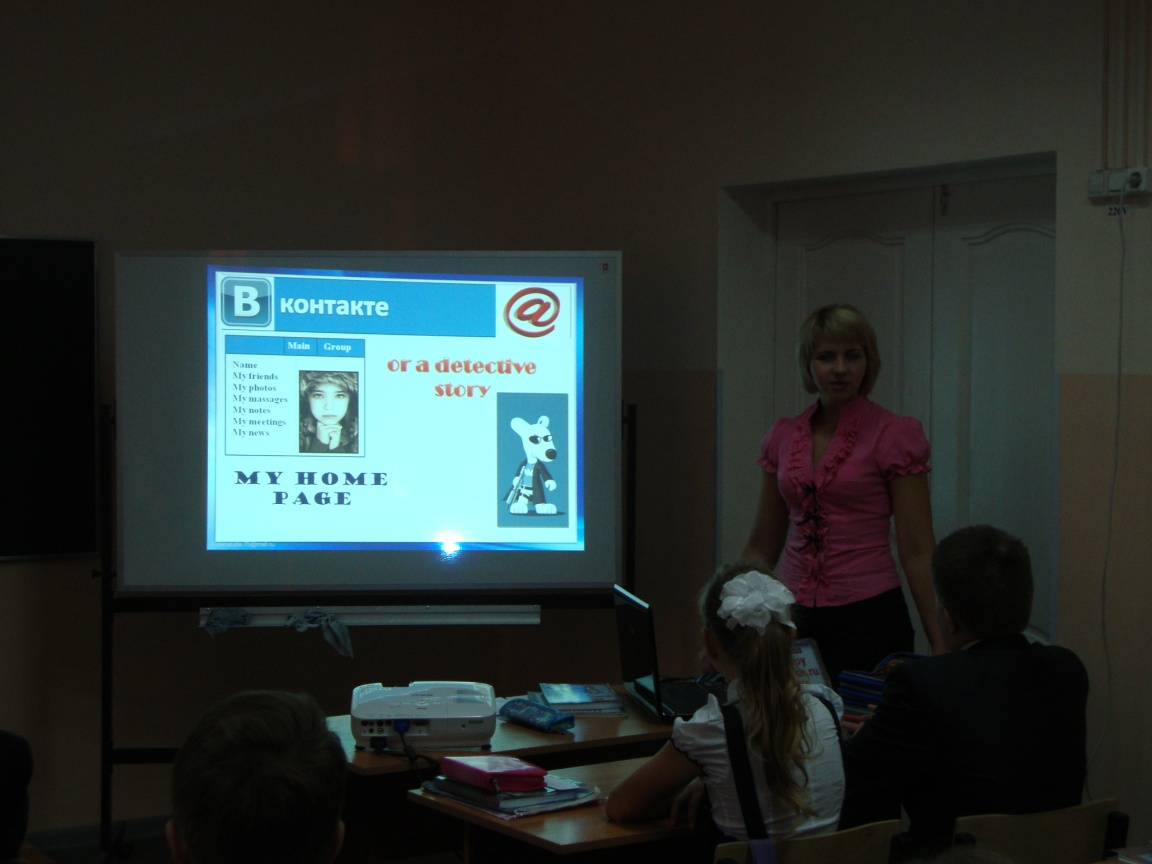 В контакте
@
Main Group
Name
My friends
My photos
My massages
My notes
My meetings
My news
or a detective
story
MY HOME
PAGE
220V